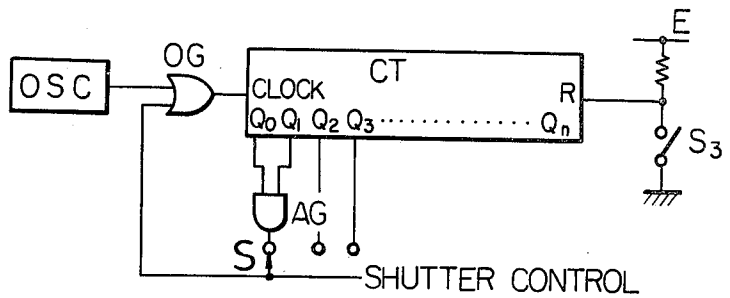 E
OG
CT
OSC
CLOCK
R
Q0 Q1 Q2 Q3 ........... Qn
S3
AG
S
SHUTTER CONTROL